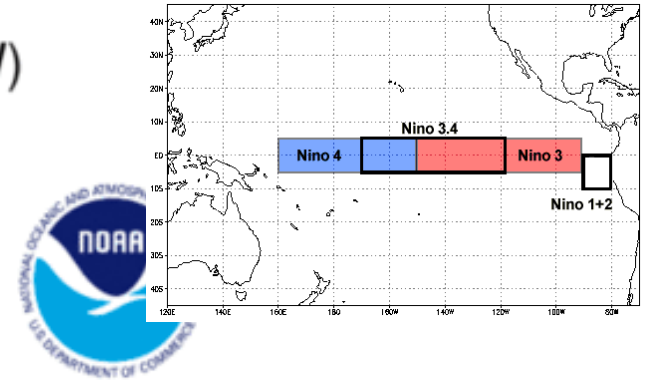 )
40N
30N
20N
10N
Nino 3.4
EQ
Nino 4
Nino 3
10S
Nino 1+2
20S
30S
40S
120E 140E 160E 180 160W 140W 120W 100W 80W
NATIONAL OCEANIC AND ATMOSPH
NOAA
U.S. DEPARTMENT OF COMMERCE